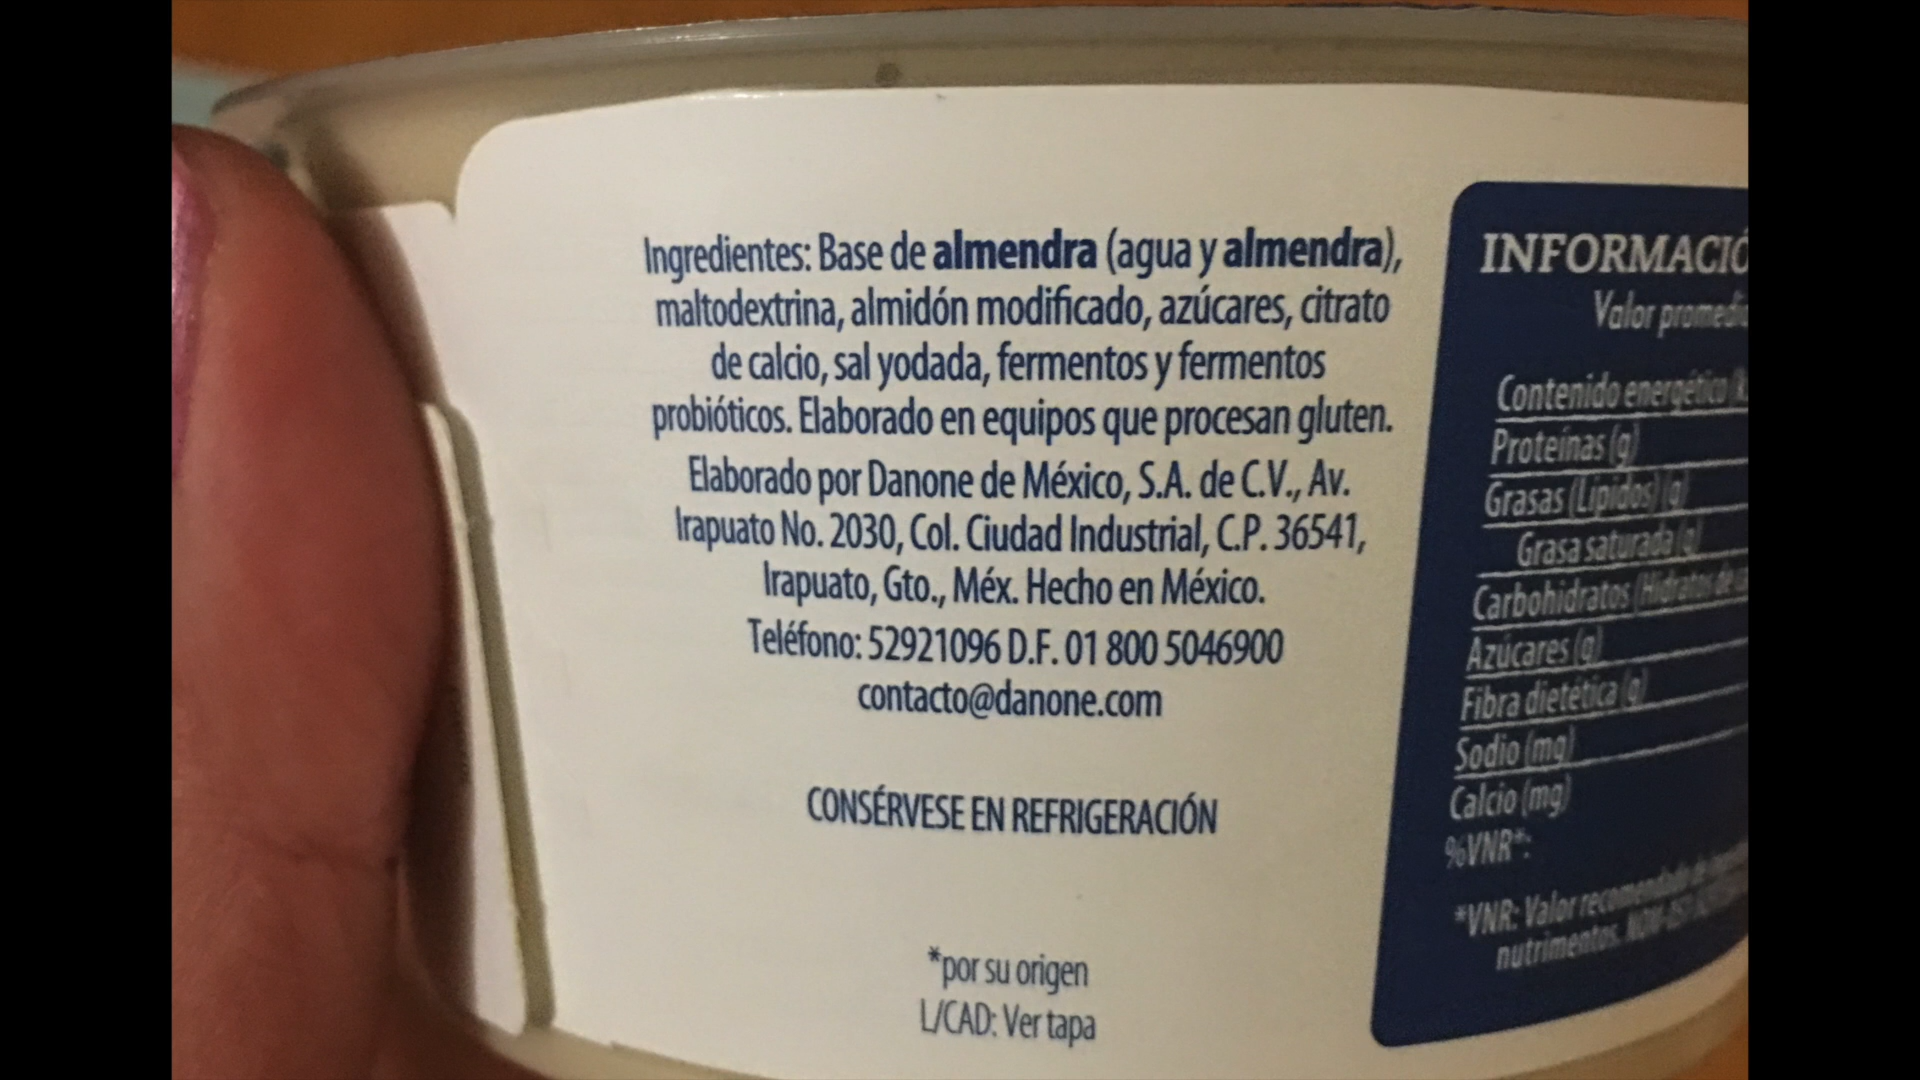 Ingredientes: Base de almendra (agua y almendra),
maltodextrina, almidón modificado, azúcares, citrato
de calcio, sal yodada, fermentos y fermentos
probióticos. Elaborado en equipos que procesan gluten.
Elaborado por Danone de México, S.A. de C.V., Av.
Irapuato No. 2030, Col. Ciudad Industrial, C.P. 36541,
Irapuato, Gto., Méx. Hecho en México.
Teléfono: 52921096 D.F. 01 800 5046900
contacto@danone.com
CONSÉRVESE EN REFRIGERACIÓN
*por su origen
L/CAD: Ver tapa
INFORMACIÓ
Valor promedio
Contenido energético
Proteínas (g)
Grasas (Lípidos) (g)
Grasa saturada (g)
Carbohidratos (Hidratos de
Azúcares (g)
Fibra dietética (g)
Sodio (mg)
Calcio (mg)
%VNR*:
*VNR: Valor recomendado de
nutrimentos.